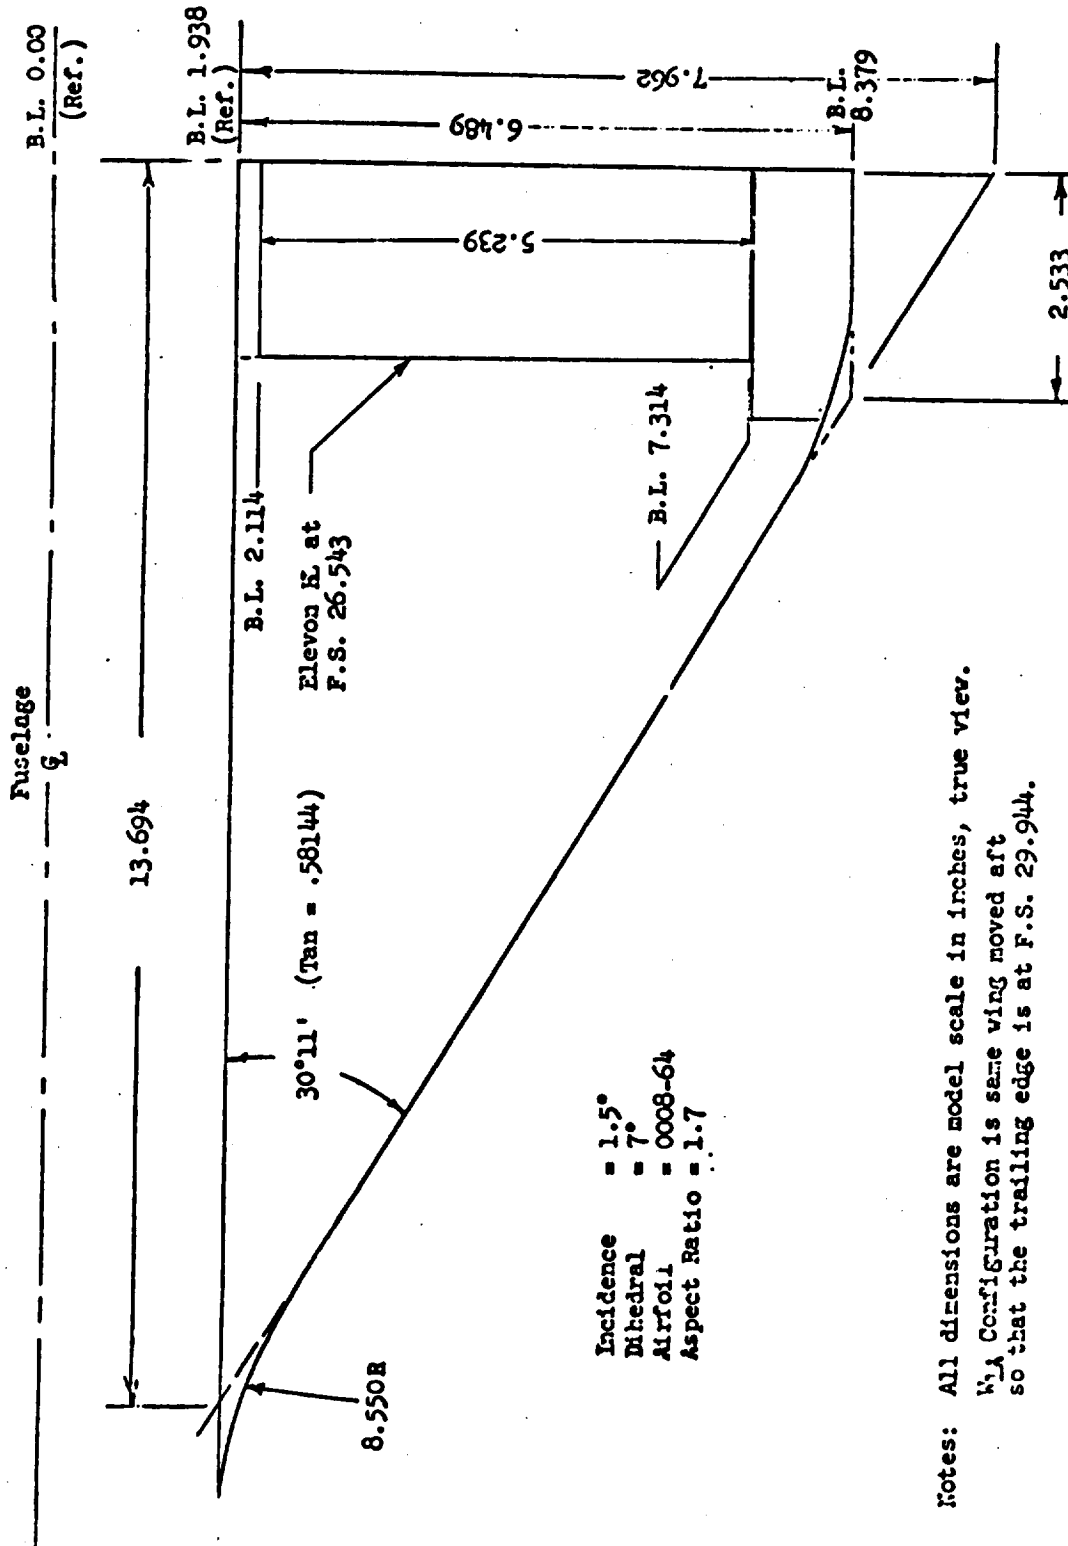 Fuselage
B.L. 0.00
(Ref.)
13.694
B.L. 1.938
(Ref.)
B.L. 2.114
7.962
6.489
5.239
Elevon HL at
F.S. 26.543
30°11' (Tan = .58144)
B.L. 7.314
B.L.
8.379
8.550R
2.533
Incidence = 1.5°
Dihedral = 7°
Airfoil = 0008-64
Aspect Ratio = 1.7
Notes: All dimensions are model scale in inches, true view.
W1A Configuration is same wing moved aft
so that the trailing edge is at F.S. 29.944.